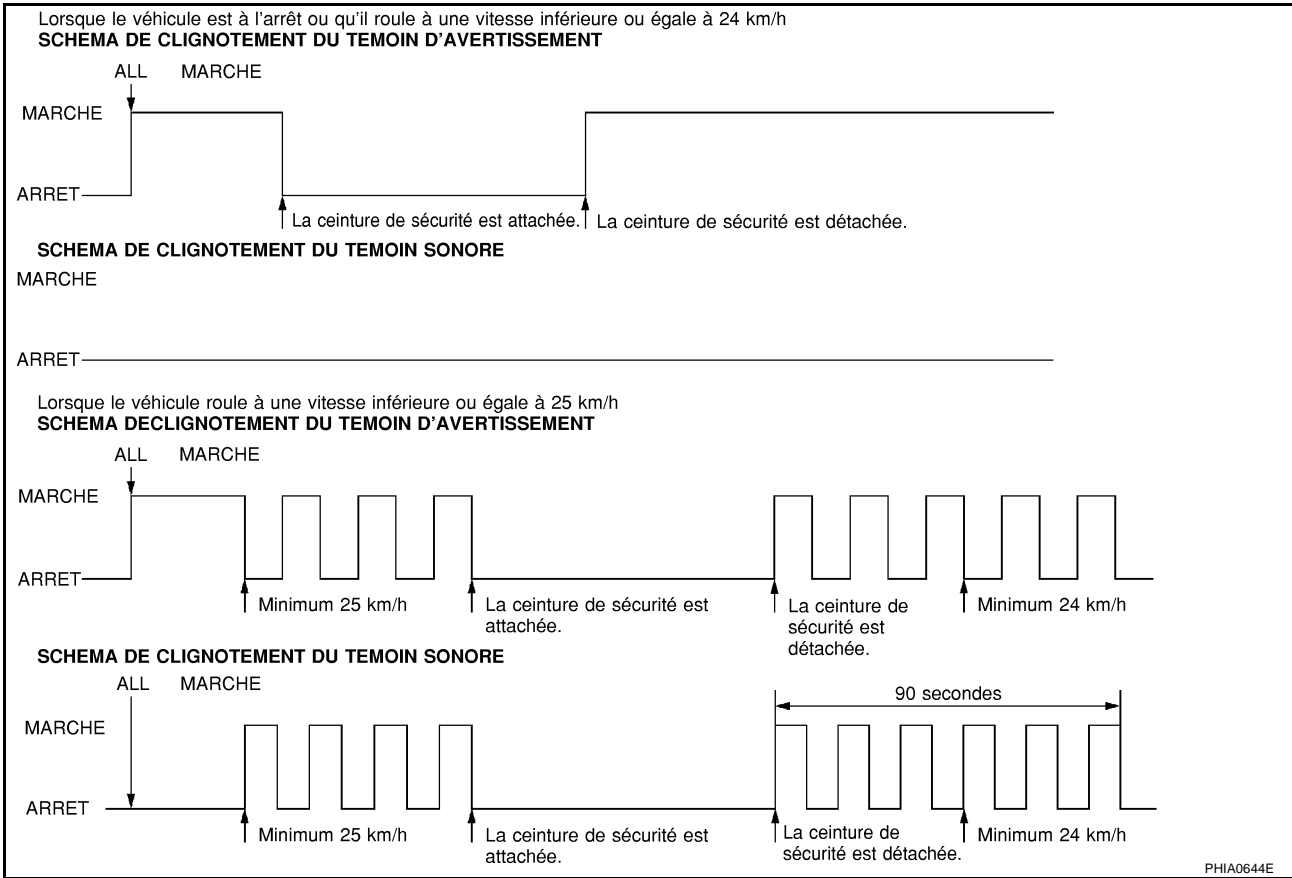 Lorsque le véhicule est à l'arrêt ou qu'il roule à une vitesse inférieure ou égale à 24 km/h
SCHEMA DE CLIGNOTEMENT DU TEMOIN D'AVERTISSEMENT
ALL MARCHE
MARCHE
ARRET
La ceinture de sécurité est attachée. La ceinture de sécurité est détachée.
SCHEMA DE CLIGNOTEMENT DU TEMOIN SONORE
MARCHE
ARRET
Lorsque le véhicule roule à une vitesse inférieure ou égale à 25 km/h
SCHEMA DECLIGNOTEMENT DU TEMOIN D'AVERTISSEMENT
ALL MARCHE
MARCHE
ARRET
Minimum 25 km/h
La ceinture de sécurité est
attachée.
La ceinture de
sécurité est
détachée.
Minimum 24 km/h
SCHEMA DE CLIGNOTEMENT DU TEMOIN SONORE
ALL MARCHE
90 secondes
MARCHE
ARRET
Minimum 25 km/h
La ceinture de sécurité est
attachée.
La ceinture de
sécurité est détachée.
Minimum 24 km/h
PHIA0644E